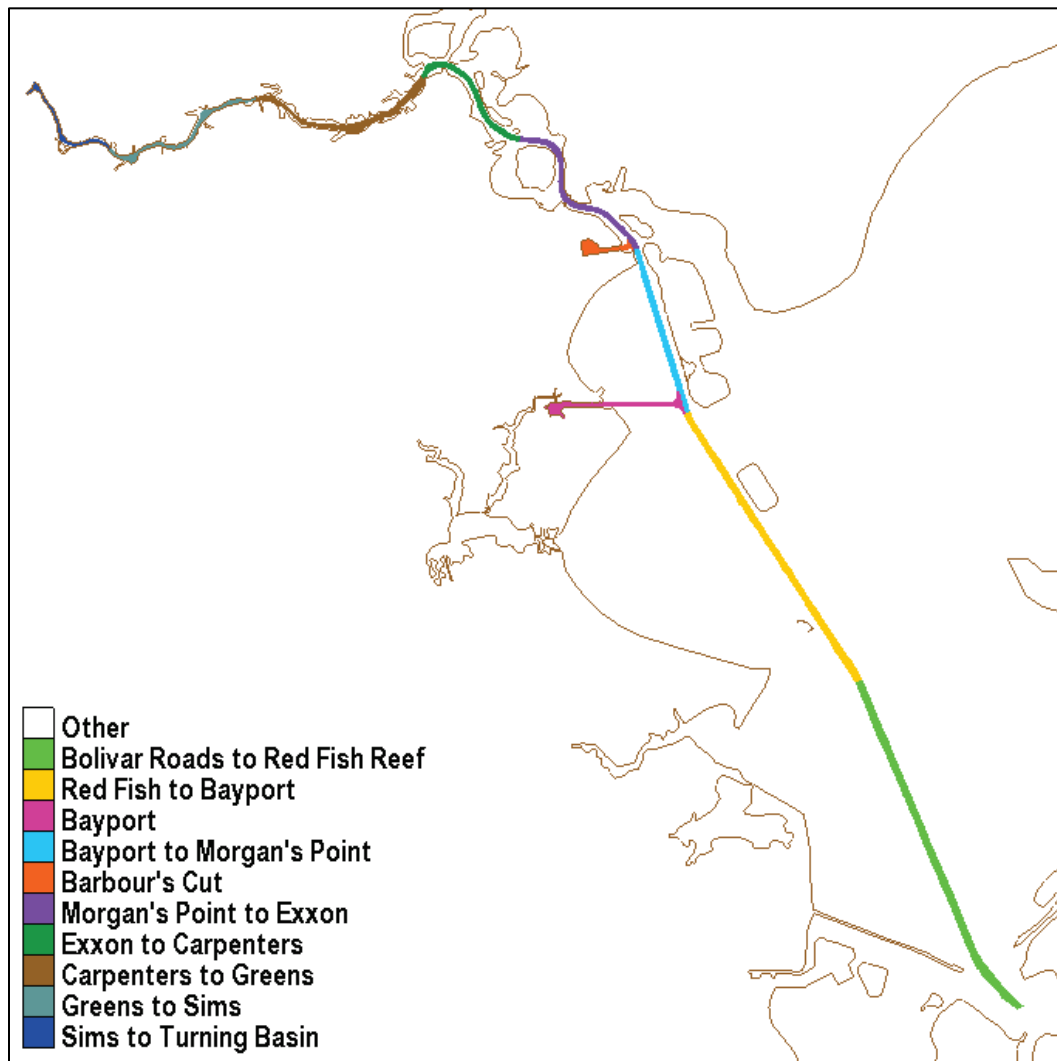 Other
Bolivar Roads to Red Fish Reef
Red Fish to Bayport
Bayport
Bayport to Morgan's Point
Barbour's Cut
Morgan's Point to Exxon
Exxon to Carpenters
Carpenters to Greens
Greens to Sims
Sims to Turning Basin